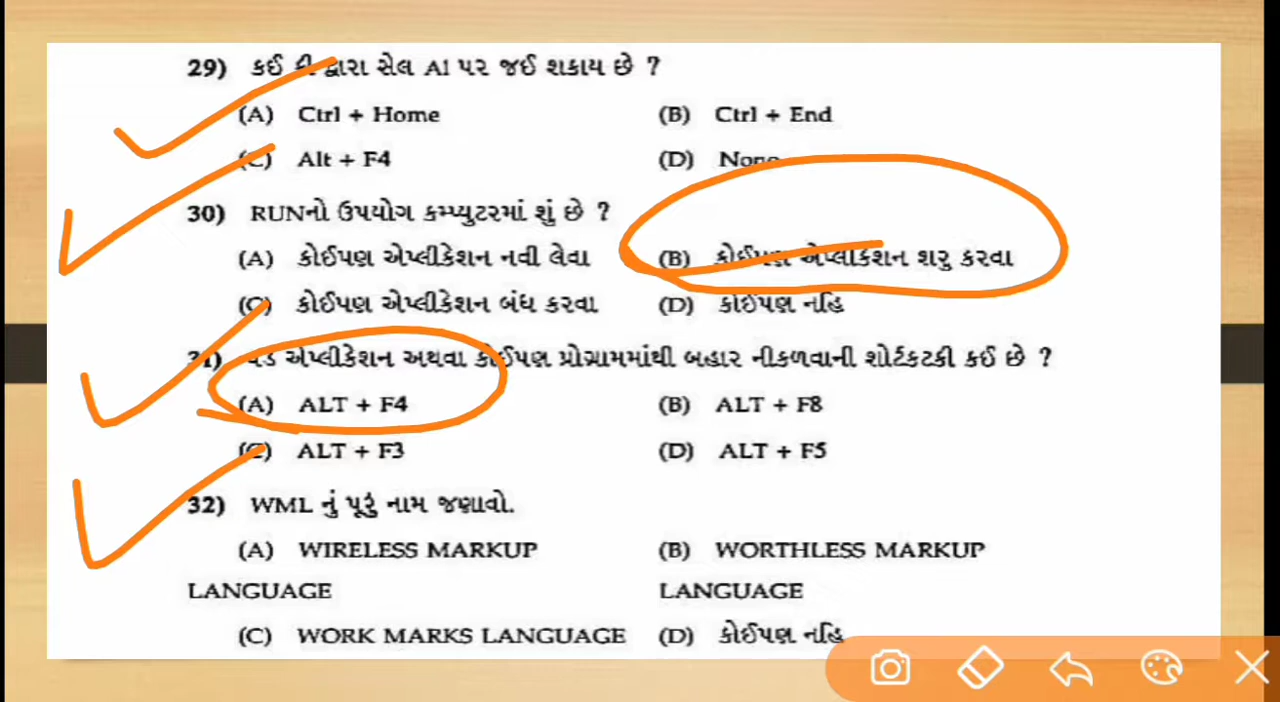 29) કઈ કી દ્વારા સેલ A1 પર જઈ શકાય છે ?
(A) Ctrl + Home (B) Ctrl + End
(C) Alt + F4 (D) None
30) RUNનો ઉપયોગ કમ્પ્યુટરમાં શું છે ?
(A) કોઈપણ એપ્લીકેશન નવી લેવા (B) કોઈપણ એપ્લીકેશન શરુ કરવા
(C) કોઈપણ એપ્લીકેશન બંધ કરવા (D) કોઈપણ નહિ
31) વર્ડ એપ્લીકેશન અથવા કોઈપણ પ્રોગ્રામમાંથી બહાર નીકળવાની શોર્ટકટકી કઈ છે ?
(A) ALT + F4 (B) ALT + F8
(C) ALT + F3 (D) ALT + F5
32) WML નું પૂરું નામ જણાવો.
(A) WIRELESS MARKUP (B) WORTHLESS MARKUP
LANGUAGE LANGUAGE
(C) WORK MARKS LANGUAGE (D) કોઈપણ નહિ